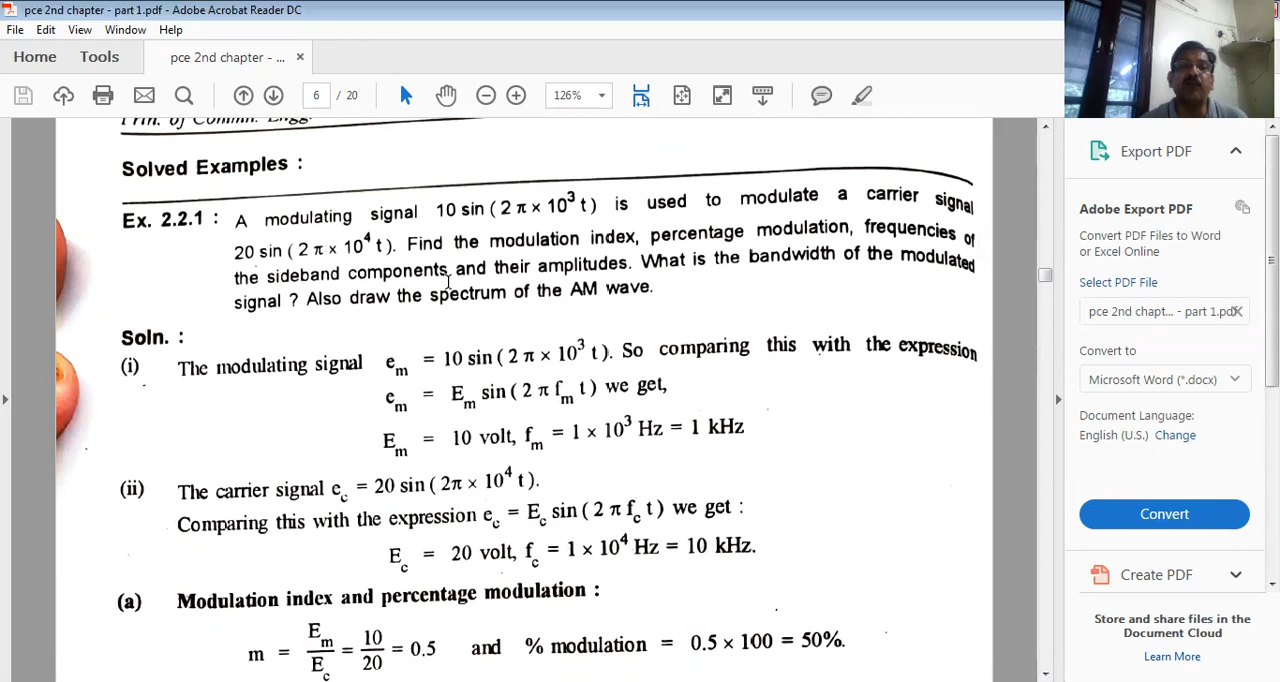 pce 2nd chapter - part 1.pdf - Adobe Acrobat Reader DC
File Edit View Window Help
Home Tools pce 2nd chapter - ... ×
6 / 20 126%
Prin. of Commn. Engg.
Solved Examples :
Ex. 2.2.1 : A modulating signal 10 sin ( 2 π × 10³ t ) is used to modulate a carrier signal
20 sin ( 2 π × 10⁴ t ). Find the modulation index, percentage modulation, frequencies of
the sideband components and their amplitudes. What is the bandwidth of the modulated
signal ? Also draw the spectrum of the AM wave.
Soln. :
(i) The modulating signal eₘ = 10 sin ( 2 π × 10³ t ). So comparing this with the expression
eₘ = Eₘ sin ( 2 π fₘ t ) we get,
Eₘ = 10 volt, fₘ = 1 × 10³ Hz = 1 kHz
(ii) The carrier signal e_c = 20 sin ( 2π × 10⁴ t ).
Comparing this with the expression e_c = E_c sin ( 2 π f_c t ) we get :
E_c = 20 volt, f_c = 1 × 10⁴ Hz = 10 kHz.
(a) Modulation index and percentage modulation :
m = Eₘ / E_c = 10 / 20 = 0.5 and % modulation = 0.5 × 100 = 50%.
Export PDF
Adobe Export PDF
Convert PDF Files to Word
or Excel Online
Select PDF File
pce 2nd chapt... - part 1.pdf
Convert to
Microsoft Word (*.docx)
Document Language:
English (U.S.) Change
Convert
Create PDF
Store and share files in the
Document Cloud
Learn More